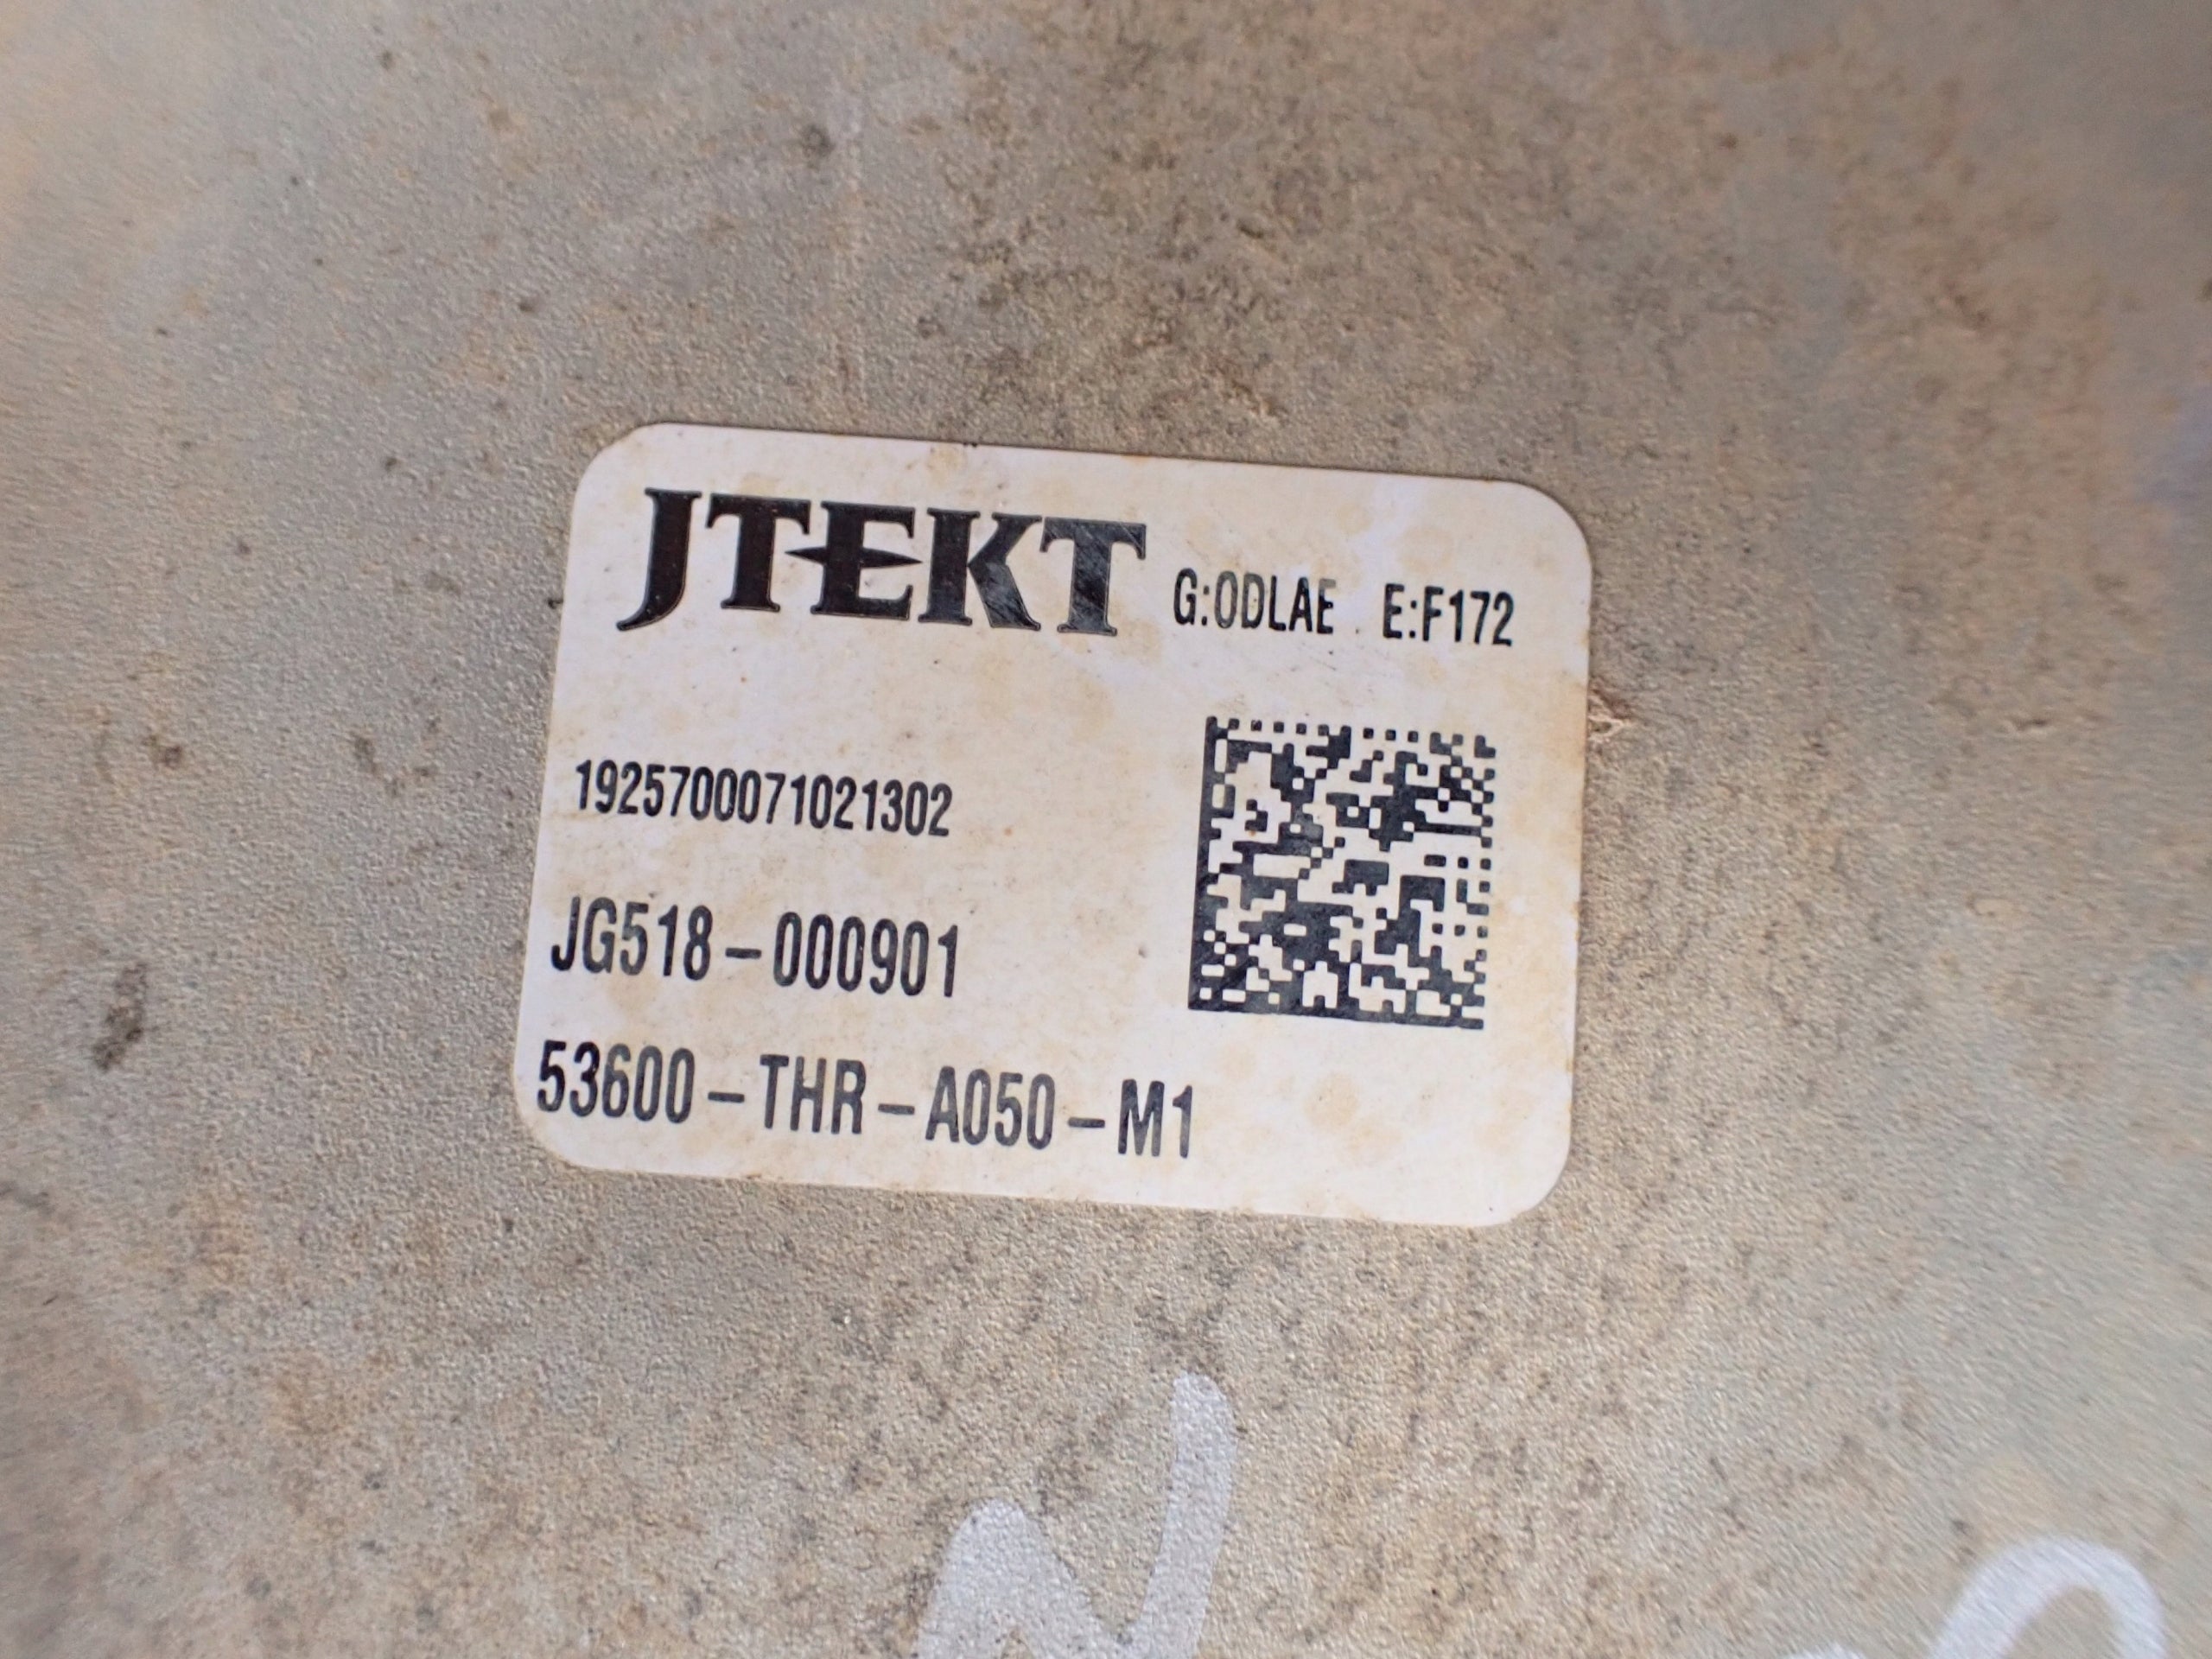 JTEKT G:ODLAE E:F172
1925700071021302
JG518-000901
53600-THR-A050-M1